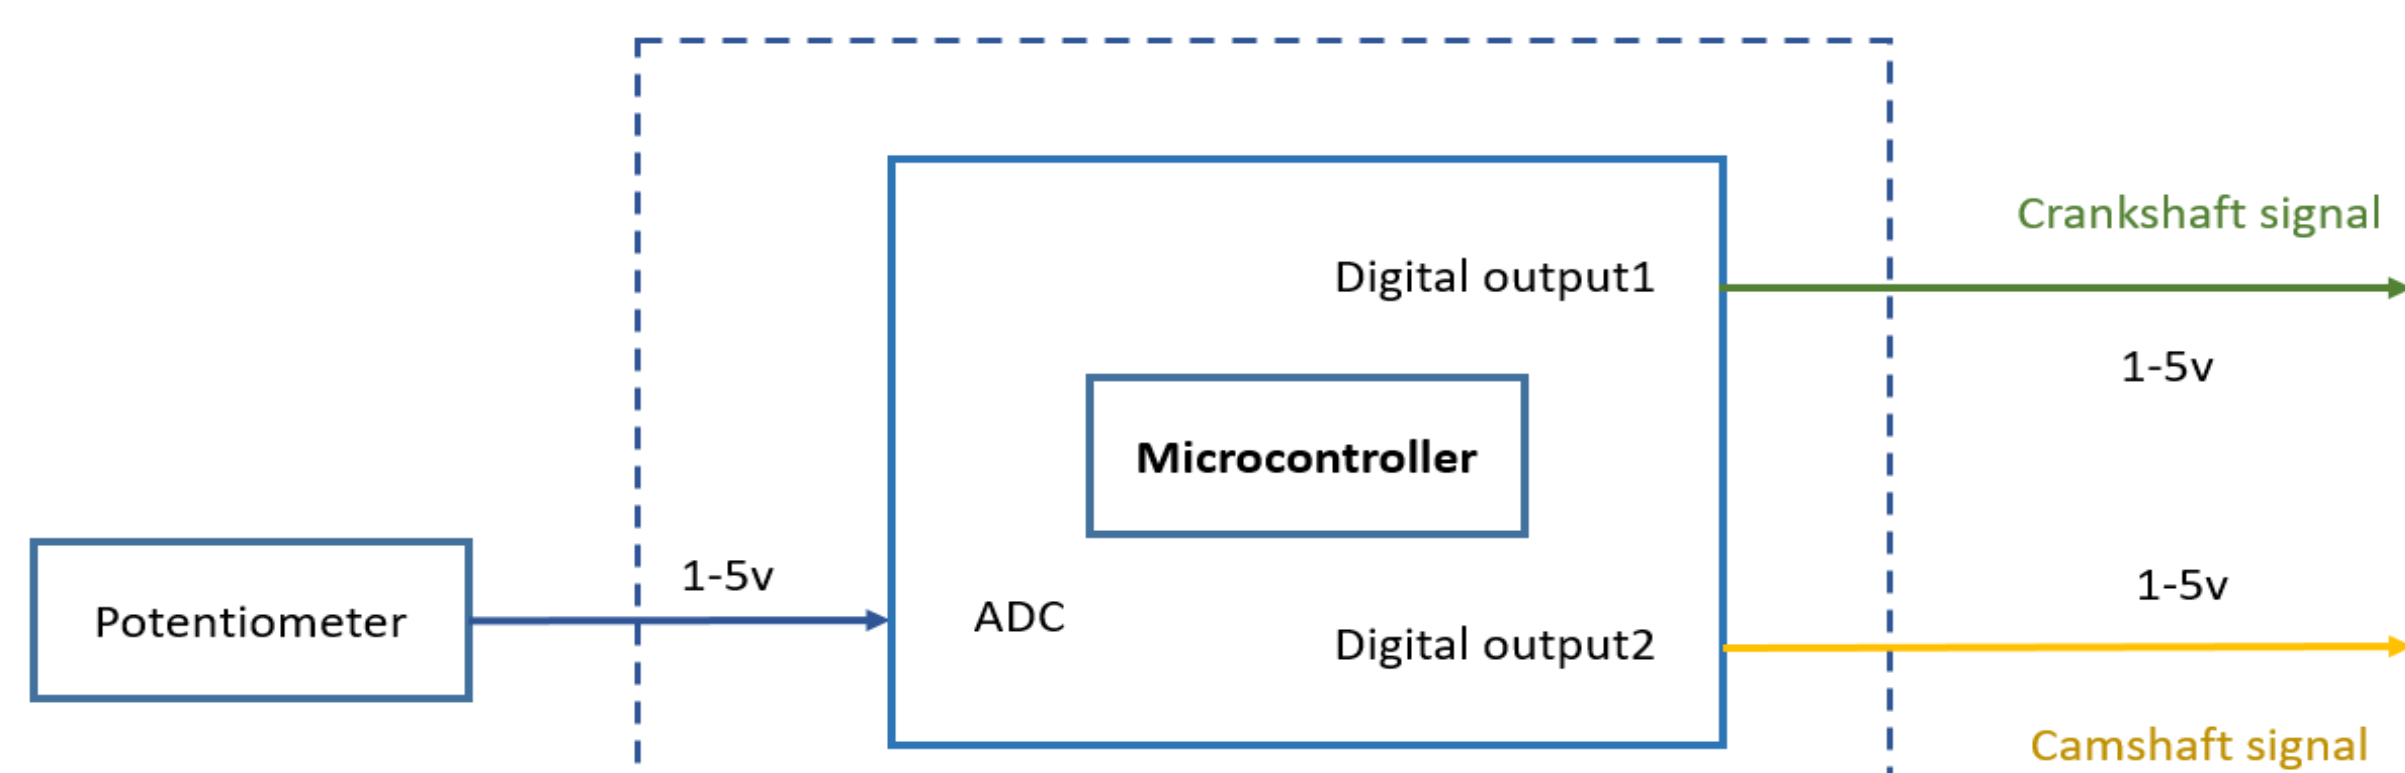 Crankshaft signal
Digital output1
1-5v
Microcontroller
1-5v
1-5v
Potentiometer
ADC
Digital output2
Camshaft signal